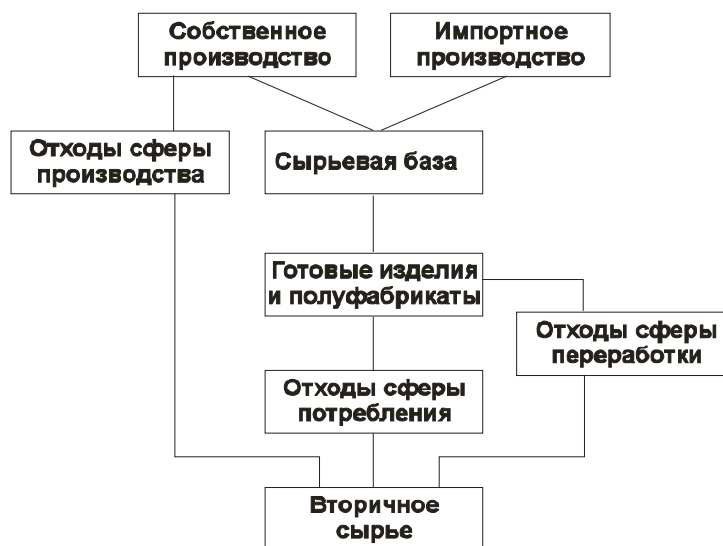 Собственное
производство
Импортное
производство
Отходы сферы
производства
Сырьевая база
Готовые изделия
и полуфабрикаты
Отходы сферы
переработки
Отходы сферы
потребления
Вторичное
сырье